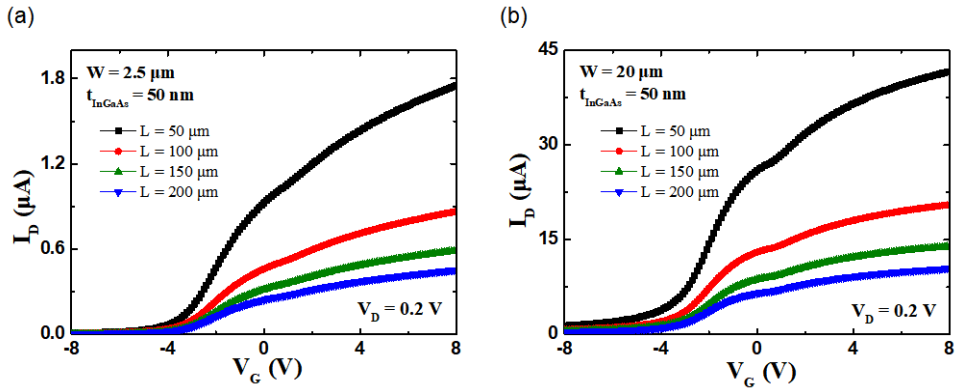 (a)
W = 2.5 μm
t_InGaAs = 50 nm
L = 50 μm
L = 100 μm
L = 150 μm
L = 200 μm
V_D = 0.2 V
I_D (μA)
1.8
1.2
0.6
0.0
-8 -4 0 4 8
V_G (V)
(b)
W = 20 μm
t_InGaAs = 50 nm
L = 50 μm
L = 100 μm
L = 150 μm
L = 200 μm
V_D = 0.2 V
I_D (μA)
45
30
15
0
-8 -4 0 4 8
V_G (V)